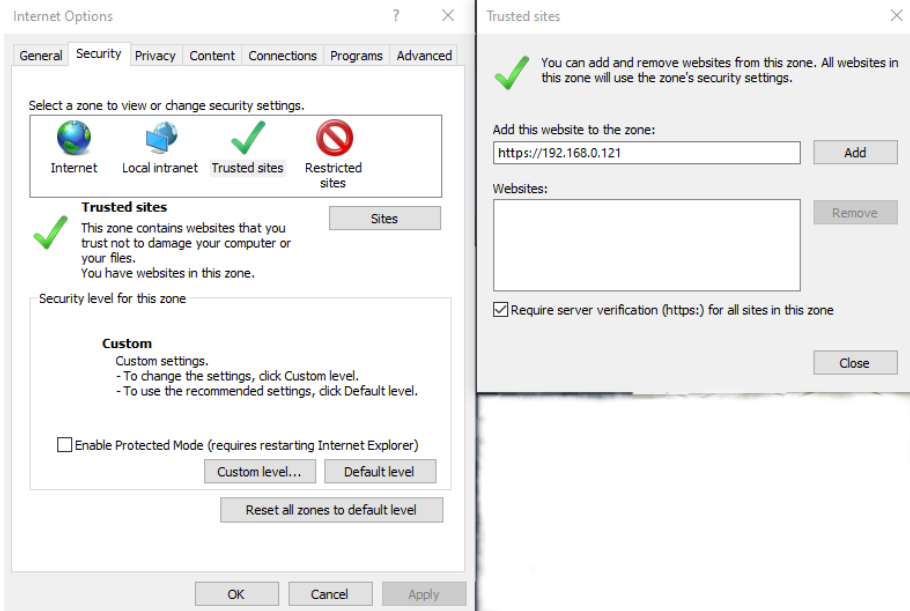 Internet Options
?
General Security Privacy Content Connections Programs Advanced
Select a zone to view or change security settings.
Internet
Local intranet
Trusted sites
Restricted
sites
Trusted sites
This zone contains websites that you
trust not to damage your computer or
your files.
You have websites in this zone.
Sites
Security level for this zone
Custom
Custom settings.
- To change the settings, click Custom level.
- To use the recommended settings, click Default level.
Enable Protected Mode (requires restarting Internet Explorer)
Custom level...
Default level
Reset all zones to default level
OK
Cancel
Apply
Trusted sites
You can add and remove websites from this zone. All websites in
this zone will use the zone's security settings.
Add this website to the zone:
https://192.168.0.121
Add
Websites:
Remove
Require server verification (https:) for all sites in this zone
Close